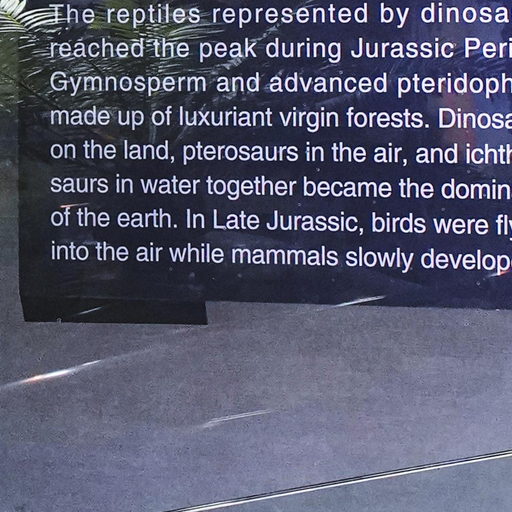 The reptiles represented by dinosa
reached the peak during Jurassic Peri
Gymnosperm and advanced pteridoph
made up of luxuriant virgin forests. Dinosa
on the land, pterosaurs in the air, and ichth
saurs in water together became the domin
of the earth. In Late Jurassic, birds were fly
into the air while mammals slowly develop